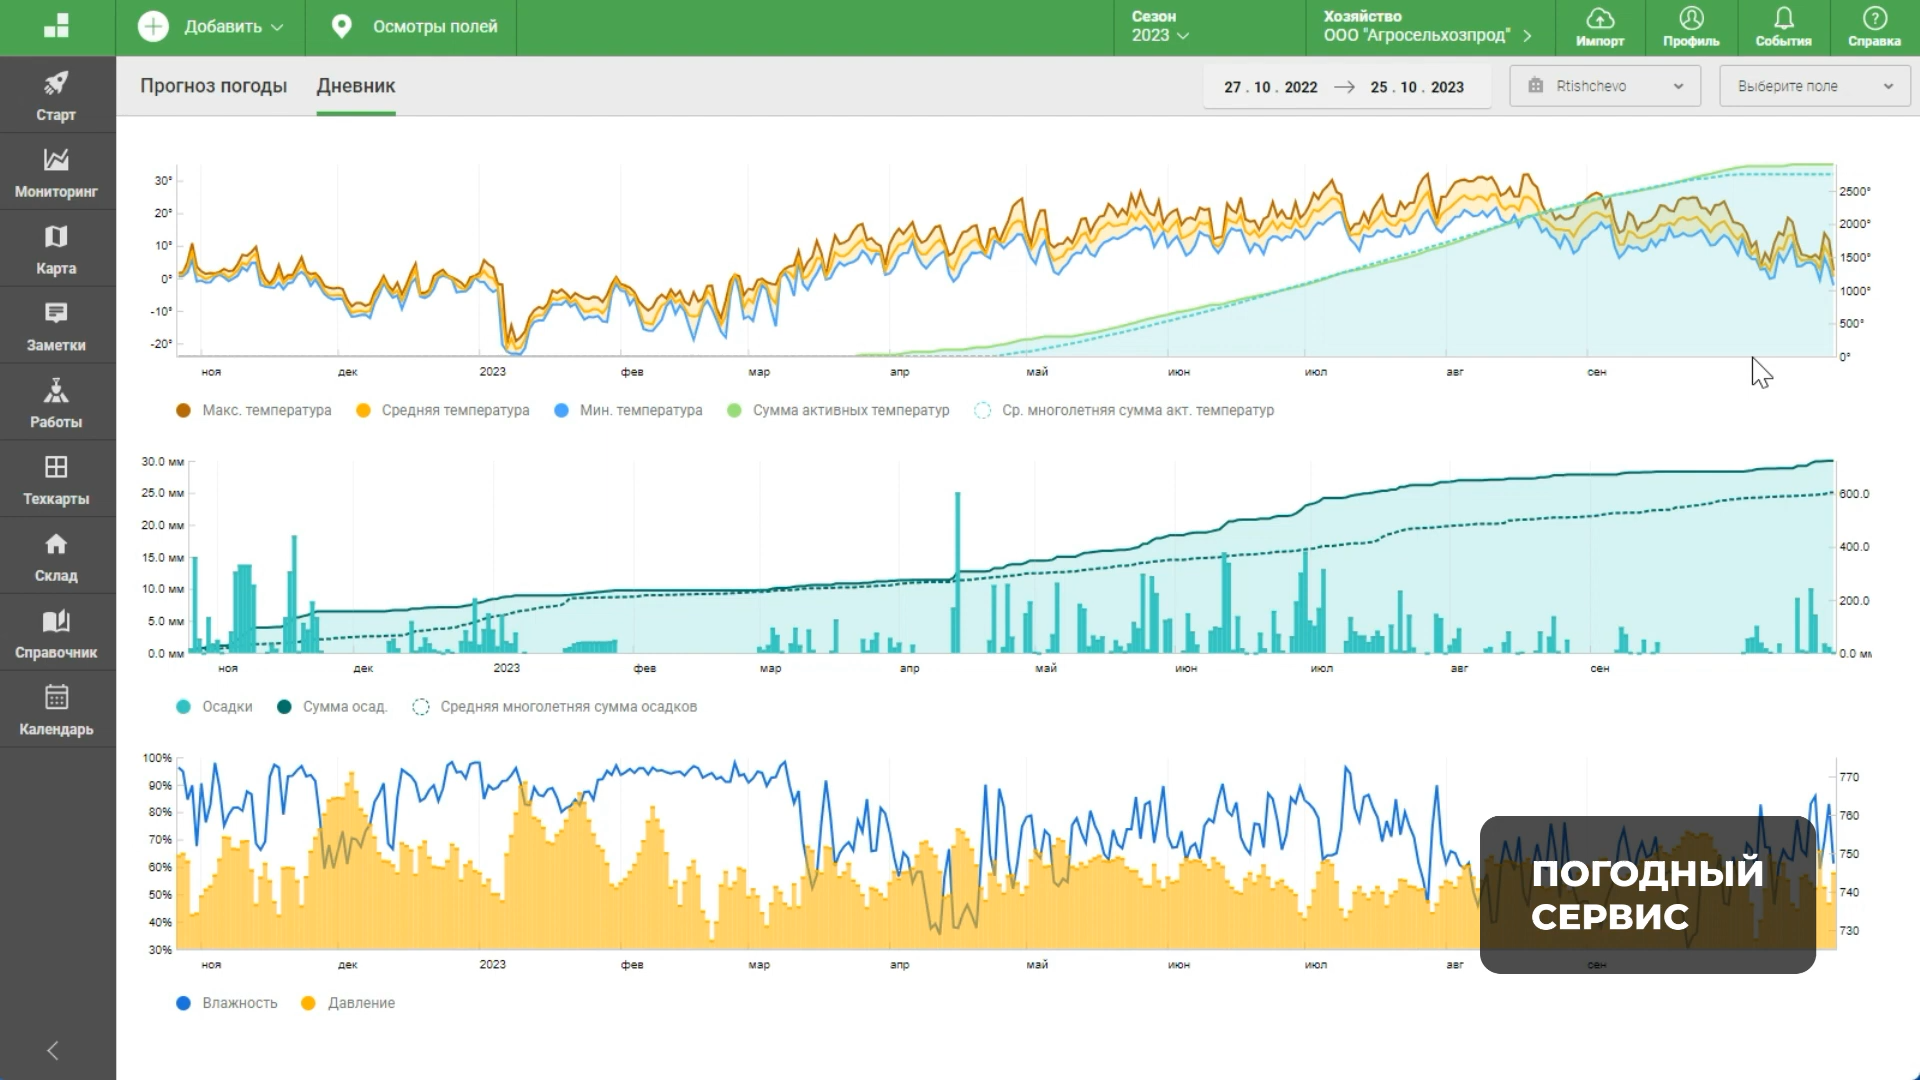 Добавить
Осмотры полей
Сезон
2023
Хозяйство
ООО "Агросельхозпрод"
Импорт
Профиль
События
Справка
Старт
Мониторинг
Карта
Заметки
Работы
Техкарты
Склад
Справочник
Календарь
Прогноз погоды
Дневник
27 . 10 . 2022
25 . 10 . 2023
Rtishchevo
Выберите поле
30°
20°
10°
0°
-10°
-20°
2500°
2000°
1500°
1000°
500°
0°
ноя дек 2023 фев мар апр май июн июл авг сен
Макс. температура Средняя температура Мин. температура Сумма активных температур Ср. многолетняя сумма акт. температур
30.0 мм
25.0 мм
20.0 мм
15.0 мм
10.0 мм
5.0 мм
0.0 мм
600.0
400.0
200.0
0.0 мм
ноя дек 2023 фев мар апр май июн июл авг сен
Осадки Сумма осад. Средняя многолетняя сумма осадков
100%
90%
80%
70%
60%
50%
40%
30%
770
760
750
740
730
ноя дек 2023 фев мар апр май июн июл авг сен
Влажность Давление
ПОГОДНЫЙ
СЕРВИС